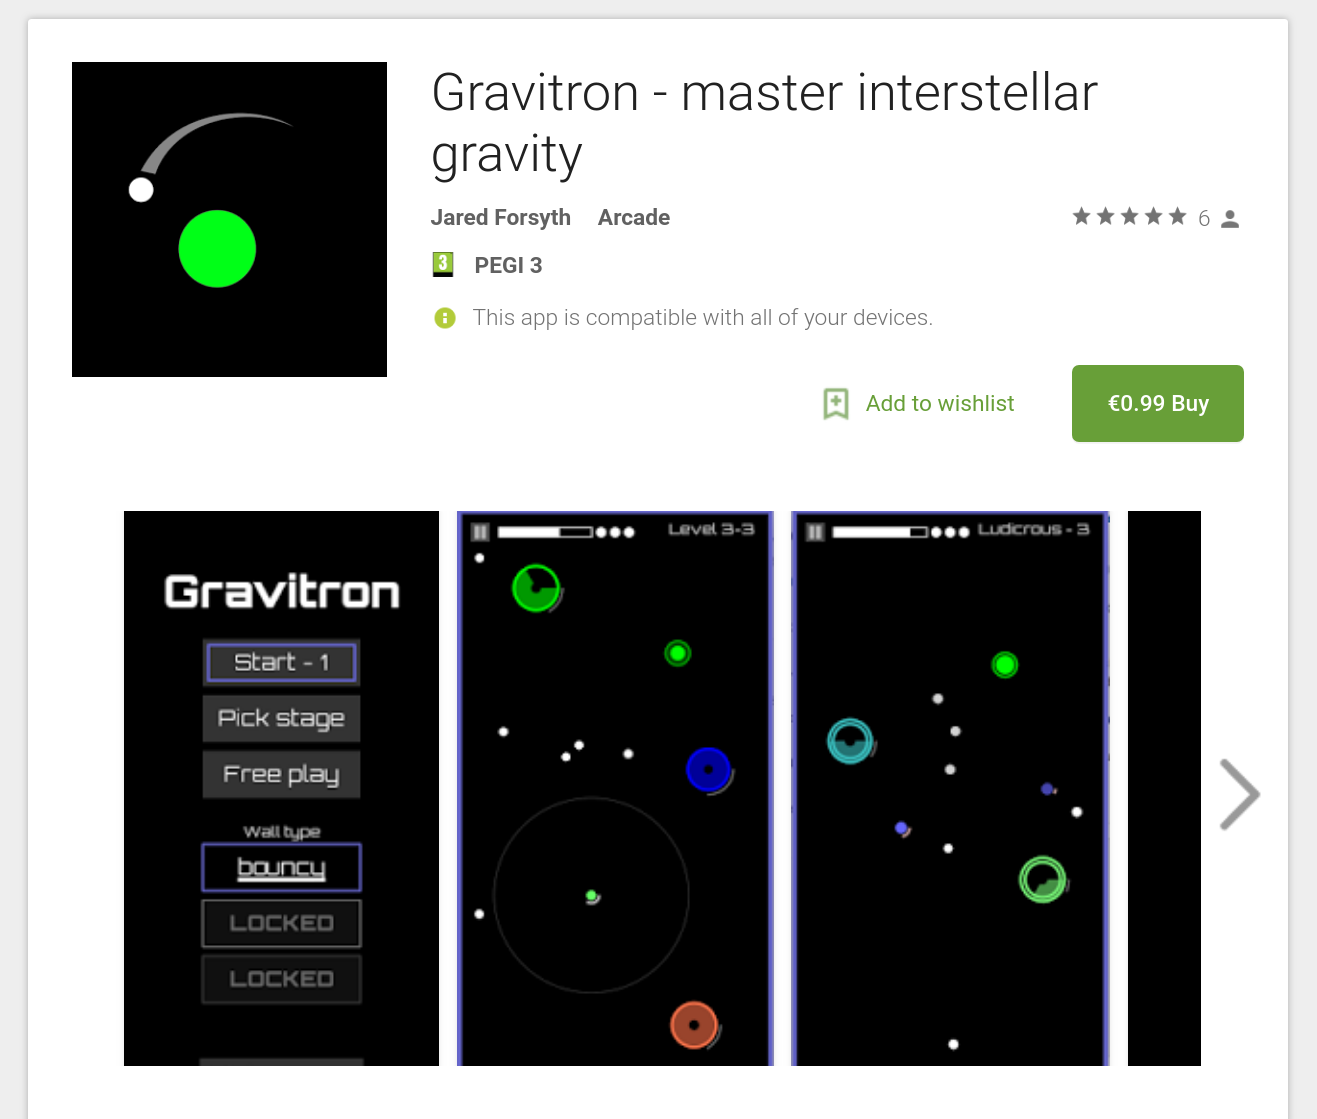 Gravitron - master interstellar
gravity
Jared Forsyth Arcade
6
3 PEGI 3
This app is compatible with all of your devices.
Add to wishlist
€0.99 Buy
Gravitron
Start - 1
Pick stage
Free play
Wall type
bouncy
LOCKED
LOCKED
Level 3-3
Ludicrous - 3